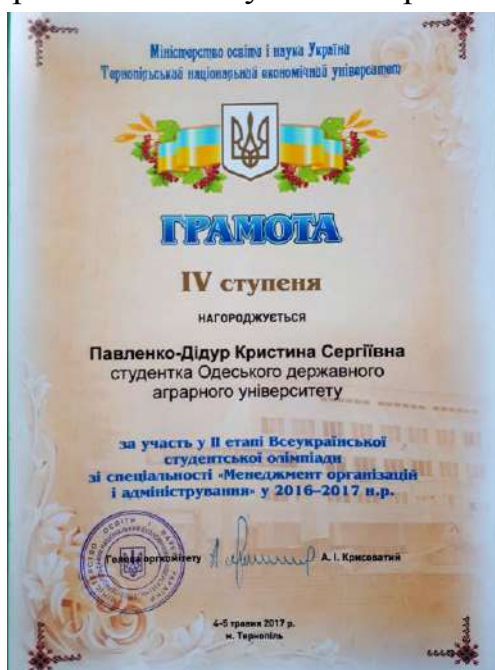 Міністерство освіти і науки України
Тернопільський національний економічний університет
ГРАМОТА
IV ступеня
НАГОРОДЖУЄТЬСЯ
Павленко-Дідур Кристина Сергіївна
студентка Одеського державного
аграрного університету
за участь у ІІ етапі Всеукраїнської
студентської олімпіади
зі спеціальності «Менеджмент організацій
і адміністрування» у 2016–2017 н.р.
Голова оргкомітету А. І. Крисоватий
4-5 травня 2017 р.
м. Тернопіль